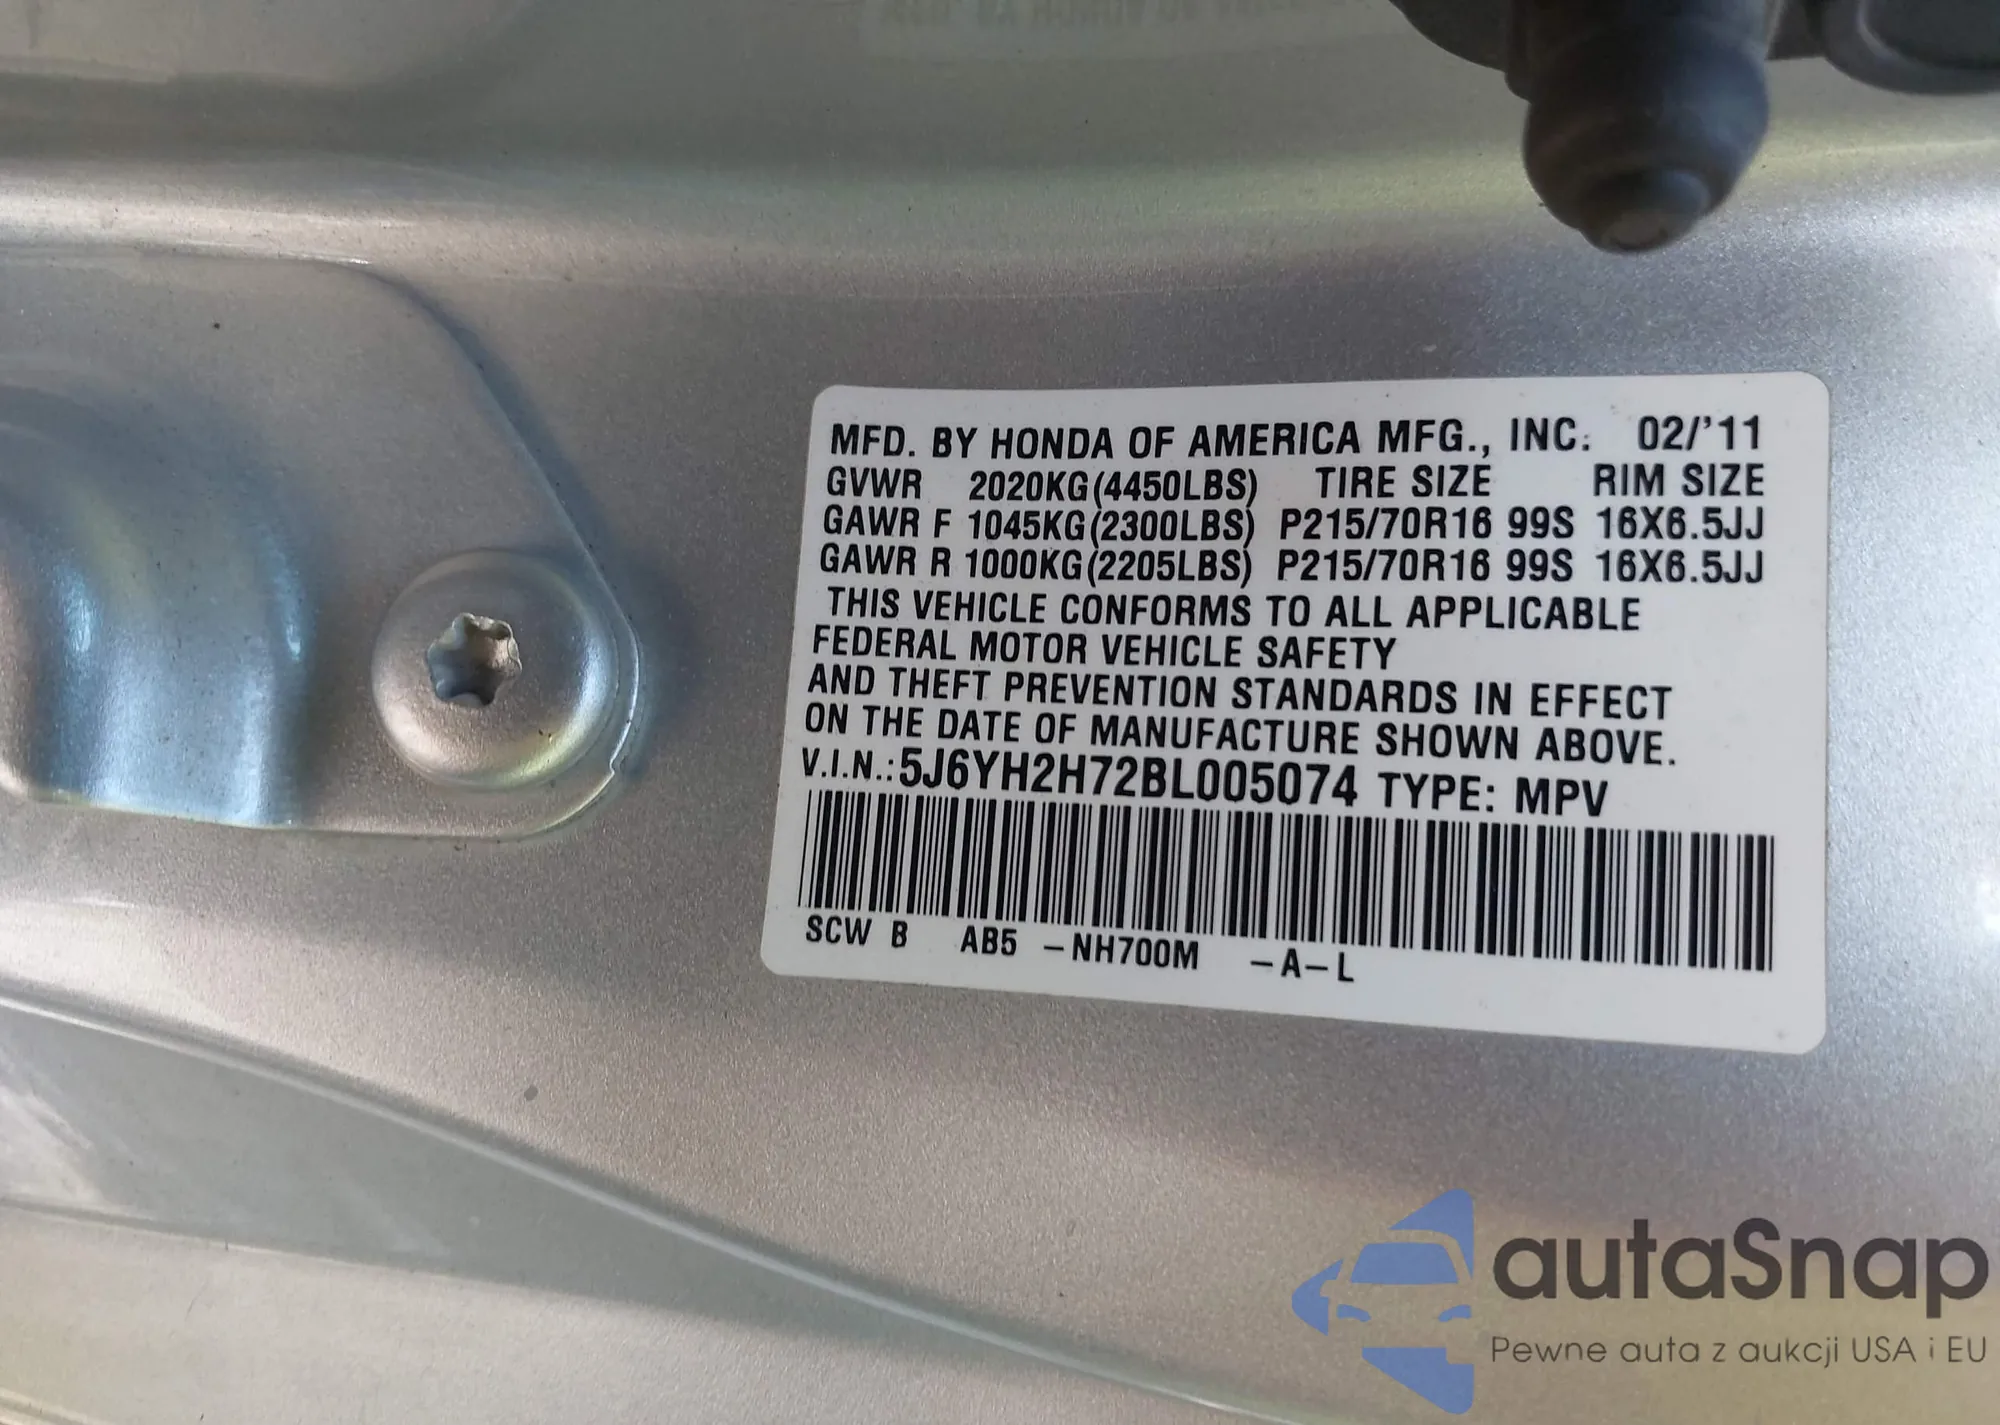 MFD. BY HONDA OF AMERICA MFG., INC. 02/'11
GVWR 2020KG(4450LBS) TIRE SIZE RIM SIZE
GAWR F 1045KG(2300LBS) P215/70R16 99S 16X6.5JJ
GAWR R 1000KG(2205LBS) P215/70R16 99S 16X6.5JJ
THIS VEHICLE CONFORMS TO ALL APPLICABLE
FEDERAL MOTOR VEHICLE SAFETY
AND THEFT PREVENTION STANDARDS IN EFFECT
ON THE DATE OF MANUFACTURE SHOWN ABOVE.
V.I.N.: 5J6YH2H72BL005074 TYPE: MPV
SCW B AB5 -NH700M -A-L
autaSnap
Pewne auta z aukcji USA i EU